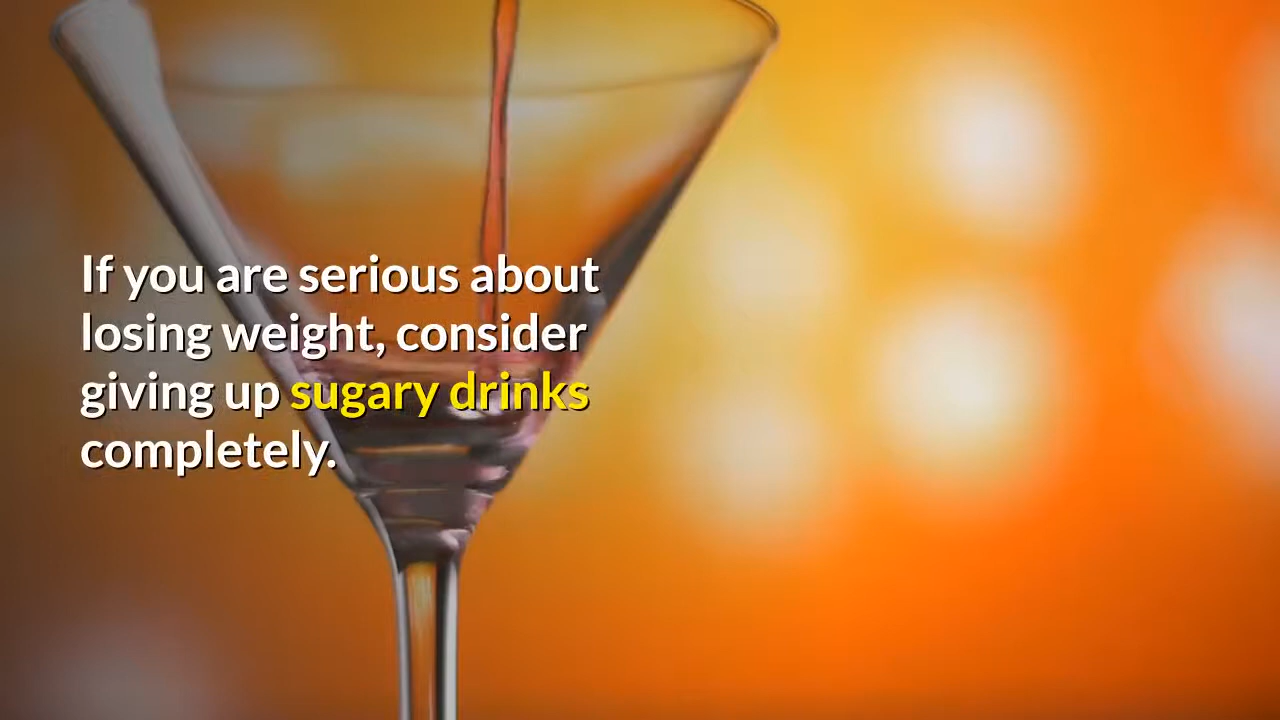 If you are serious about
losing weight, consider
giving up sugary drinks
completely.